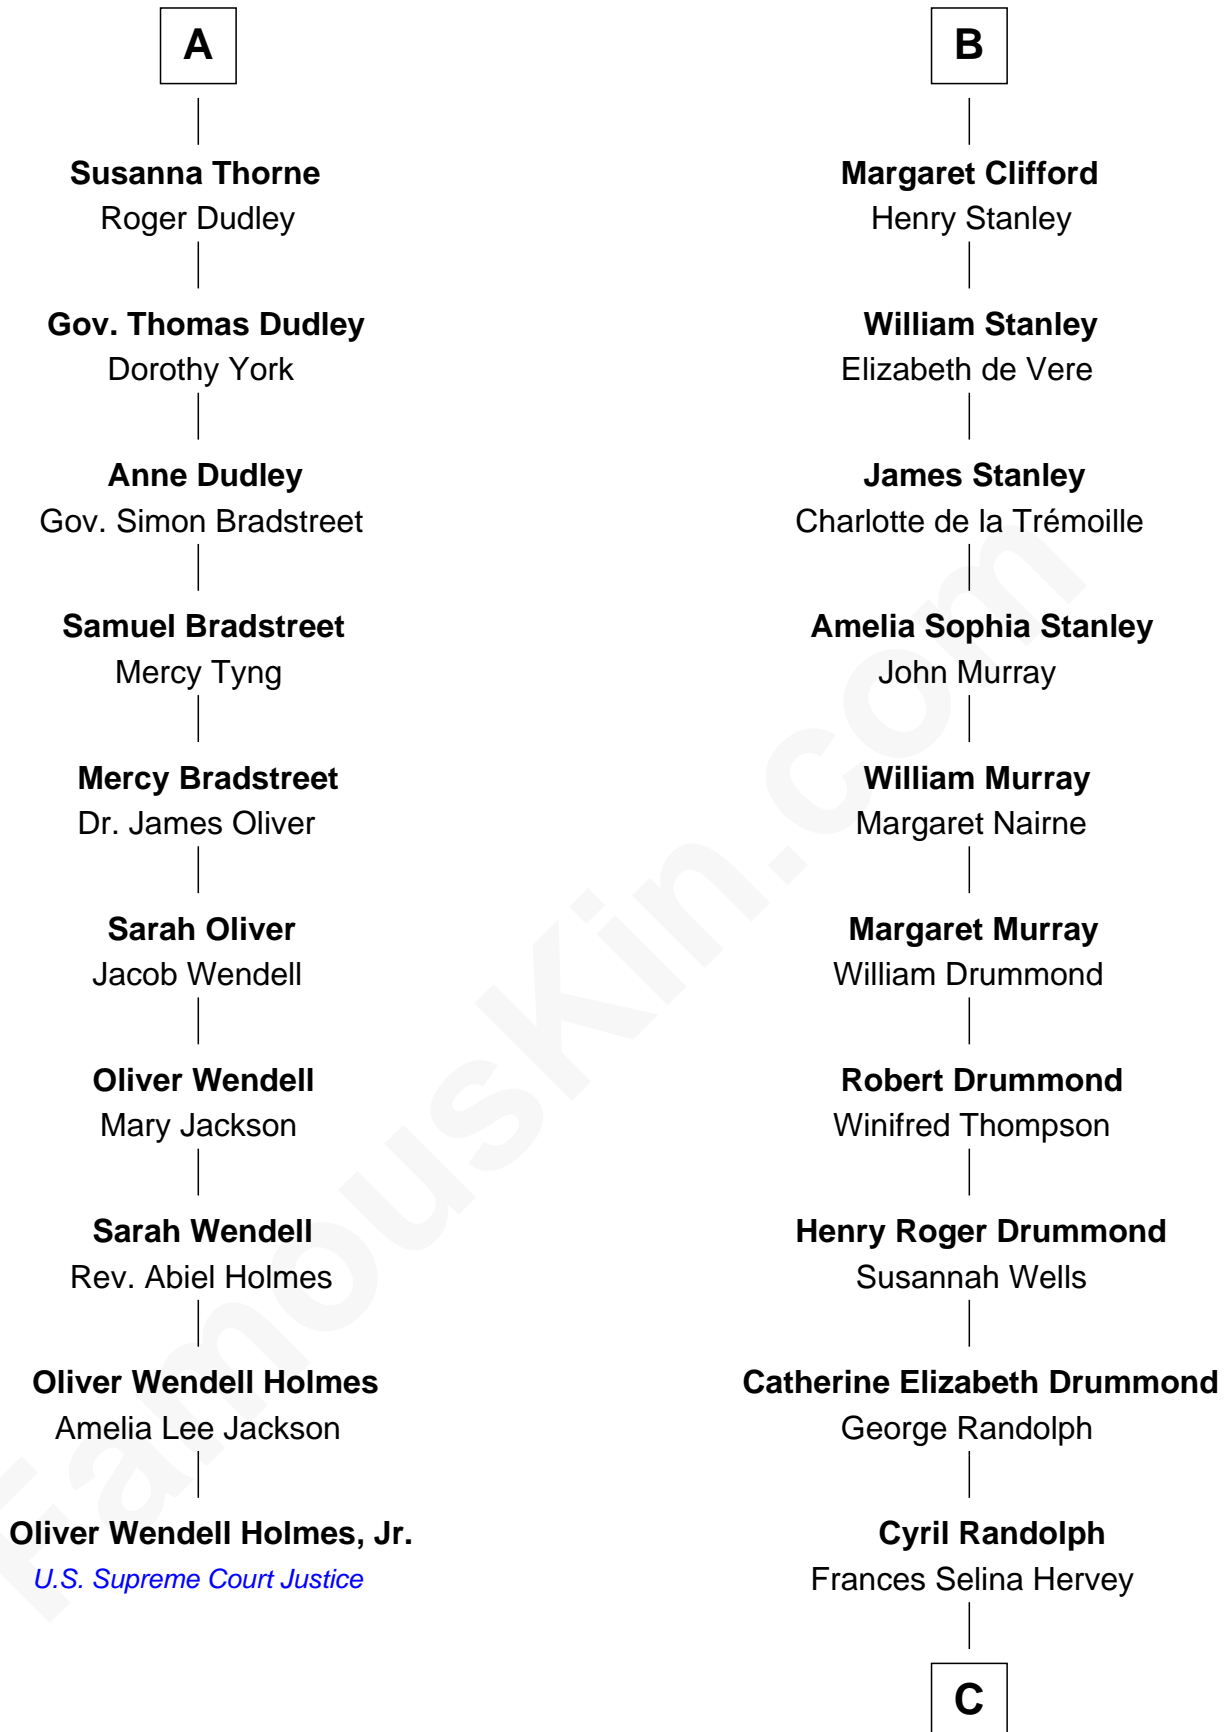 A
Susanna Thorne
Roger Dudley
Gov. Thomas Dudley
Dorothy York
Anne Dudley
Gov. Simon Bradstreet
Samuel Bradstreet
Mercy Tyng
Mercy Bradstreet
Dr. James Oliver
Sarah Oliver
Jacob Wendell
Oliver Wendell
Mary Jackson
Sarah Wendell
Rev. Abiel Holmes
Oliver Wendell Holmes
Amelia Lee Jackson
Oliver Wendell Holmes, Jr.
U.S. Supreme Court Justice
B
Margaret Clifford
Henry Stanley
William Stanley
Elizabeth de Vere
James Stanley
Charlotte de la Trémoille
Amelia Sophia Stanley
John Murray
William Murray
Margaret Nairne
Margaret Murray
William Drummond
Robert Drummond
Winifred Thompson
Henry Roger Drummond
Susannah Wells
Catherine Elizabeth Drummond
George Randolph
Cyril Randolph
Frances Selina Hervey
C
FamousKin.com